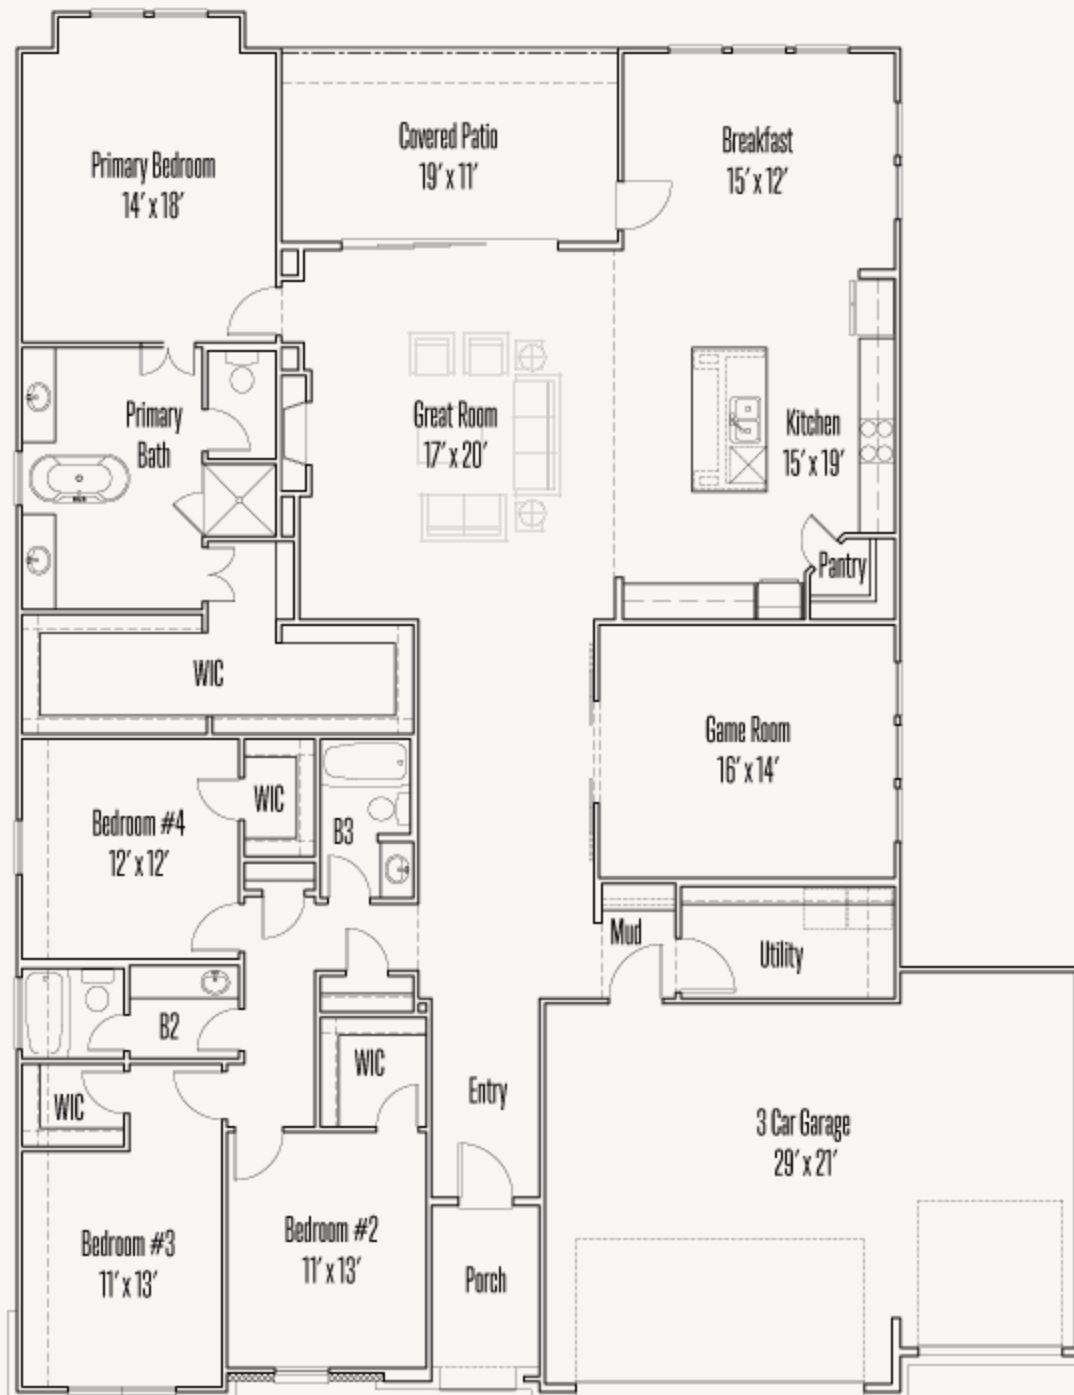 Primary Bedroom
14' x 18'
Covered Patio
19' x 11'
Breakfast
15' x 12'
Primary
Bath
Great Room
17' x 20'
Kitchen
15' x 19'
Pantry
WIC
Game Room
16' x 14'
Bedroom #4
12' x 12'
WIC
B3
Mud
Utility
B2
WIC
WIC
Entry
3 Car Garage
29' x 21'
Bedroom #3
11' x 13'
Bedroom #2
11' x 13'
Porch